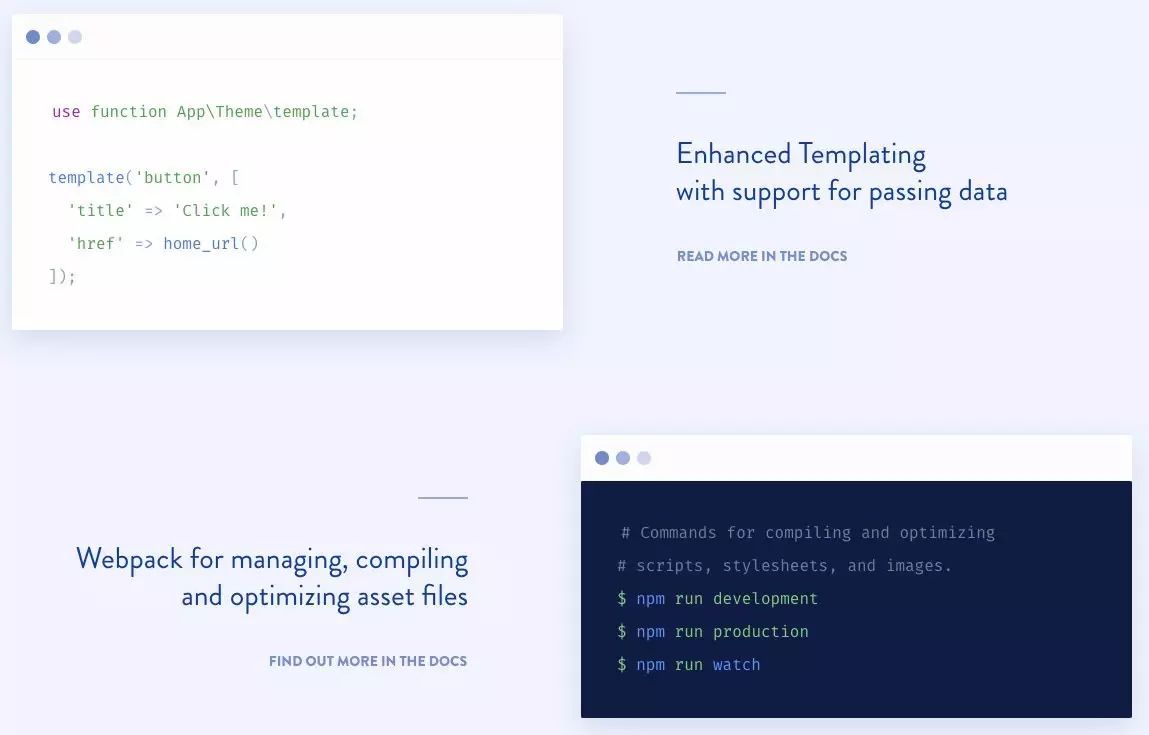 use function App\Theme\template;
template('button', [
'title' => 'Click me!',
'href' => home_url()
]);
Enhanced Templating
with support for passing data
READ MORE IN THE DOCS
Webpack for managing, compiling
and optimizing asset files
FIND OUT MORE IN THE DOCS
# Commands for compiling and optimizing
# scripts, stylesheets, and images.
$ npm run development
$ npm run production
$ npm run watch